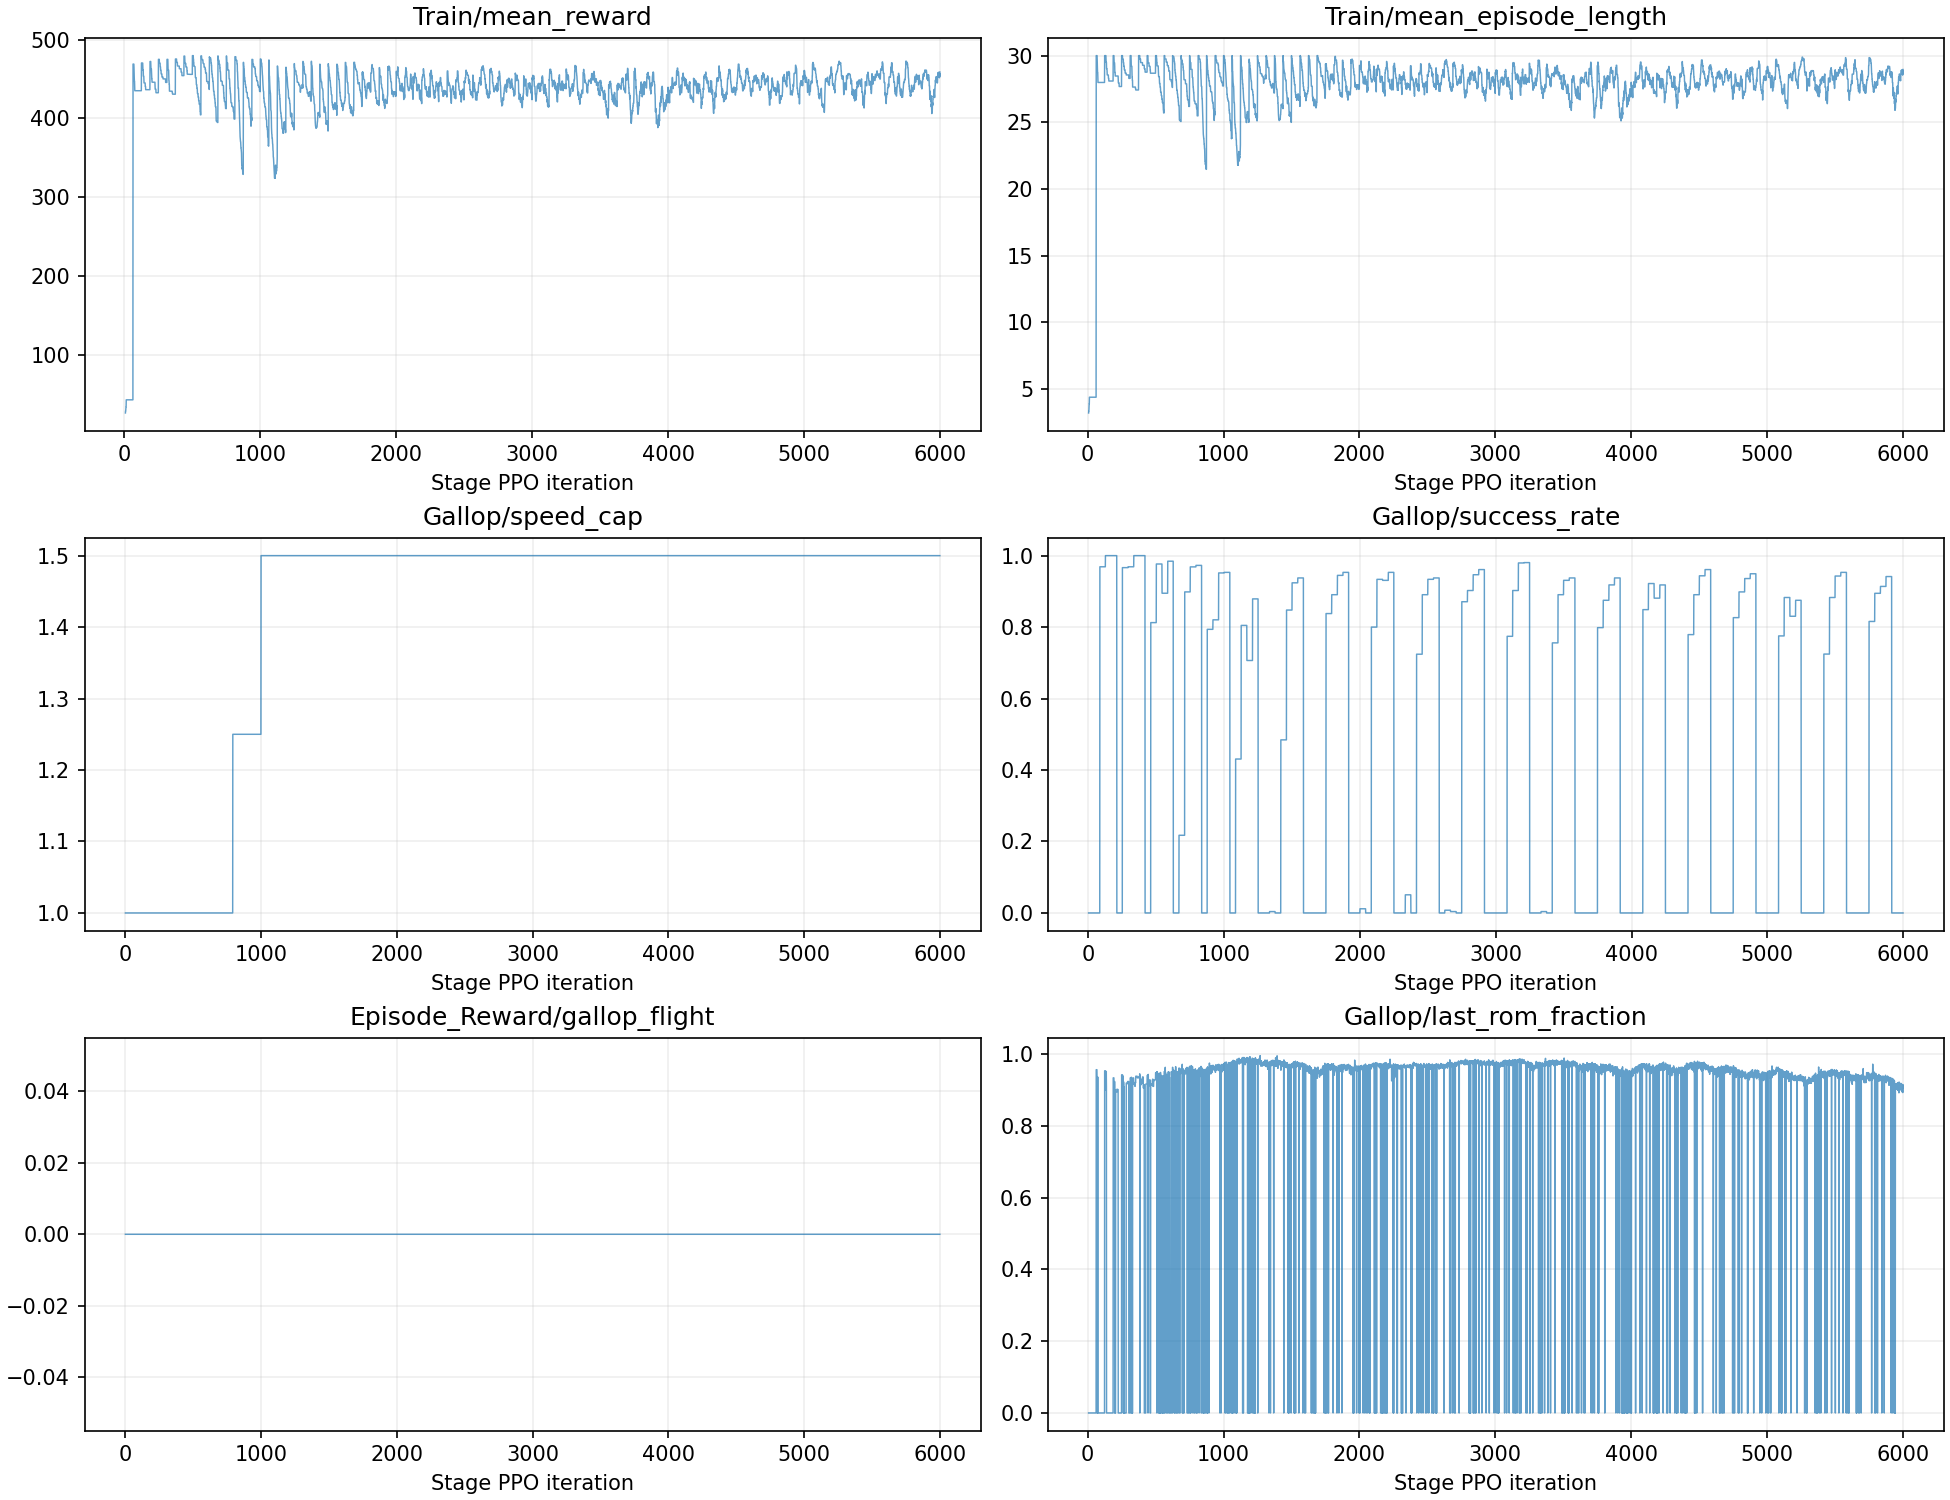 Train/mean_reward
500
400
300
200
100
0 1000 2000 3000 4000 5000 6000
Stage PPO iteration
Train/mean_episode_length
30
25
20
15
10
5
0 1000 2000 3000 4000 5000 6000
Stage PPO iteration
Gallop/speed_cap
1.5
1.4
1.3
1.2
1.1
1.0
0 1000 2000 3000 4000 5000 6000
Stage PPO iteration
Gallop/success_rate
1.0
0.8
0.6
0.4
0.2
0.0
0 1000 2000 3000 4000 5000 6000
Stage PPO iteration
Episode_Reward/gallop_flight
0.04
0.02
0.00
−0.02
−0.04
0 1000 2000 3000 4000 5000 6000
Stage PPO iteration
Gallop/last_rom_fraction
1.0
0.8
0.6
0.4
0.2
0.0
0 1000 2000 3000 4000 5000 6000
Stage PPO iteration